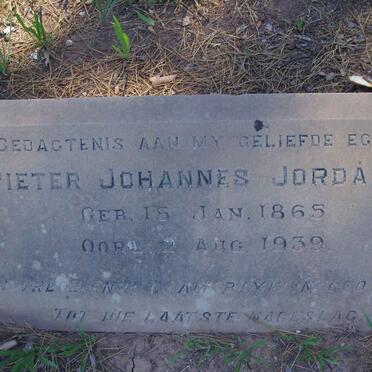 GEDAGTENIS AAN MY GELIEFDE EG
PIETER JOHANNES JORDA
GEB. 15 JAN. 1865
OORL. 2 AUG. 1939
TOT DIE LAATSTE NAGESLAG.